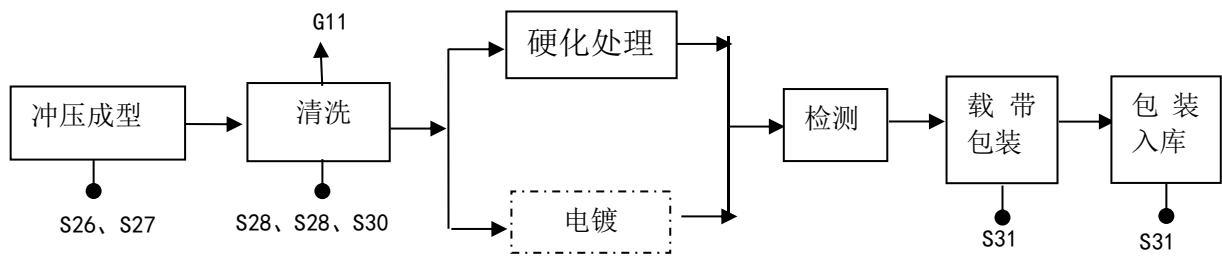 G11
硬化处理
冲压成型
清洗
检测
载 带
包装
包 装
入库
S26、S27
S28、S28、S30
电镀
S31
S31